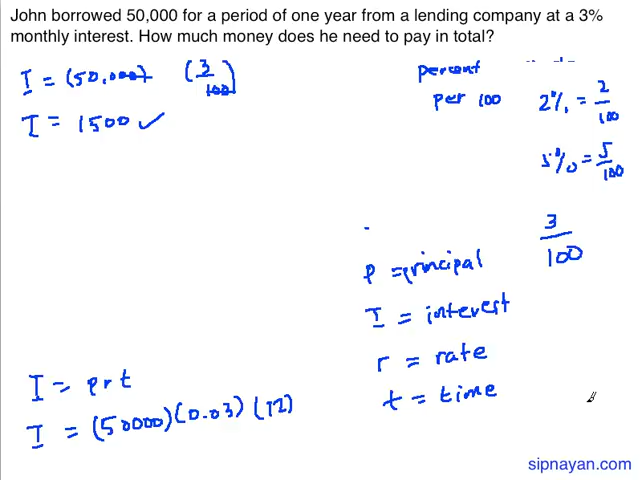 John borrowed 50,000 for a period of one year from a lending company at a 3%
monthly interest. How much money does he need to pay in total?
I = (50,000) (3/100)
I = 1500 ✓
percent
per 100
2% = 2/100
5% = 5/100
3/100
p = principal
I = interest
r = rate
t = time
I = prt
I = (50000)(0.03)(12)
sipnayan.com